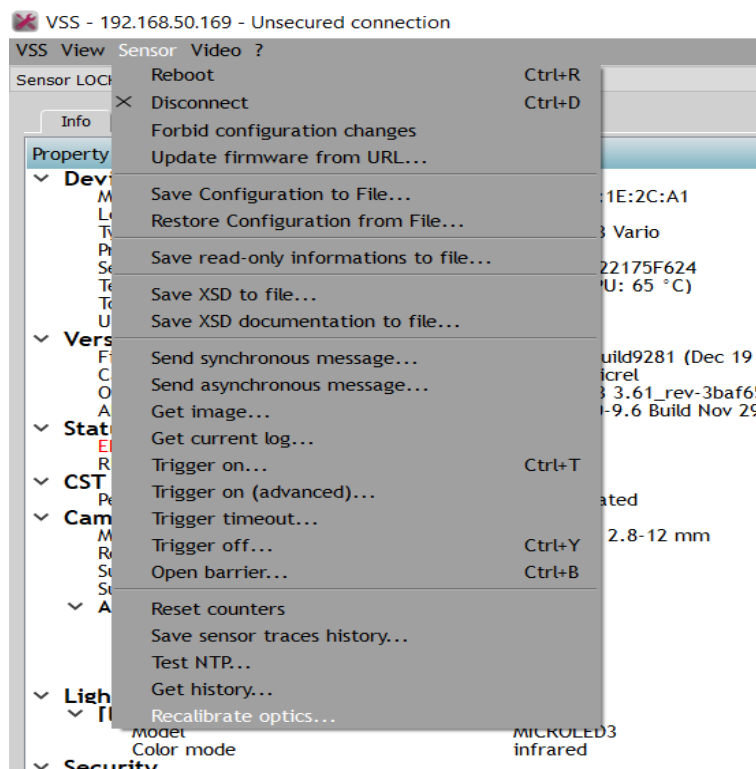 VSS - 192.168.50.169 - Unsecured connection
VSS View Sensor Video ?
Sensor LOCK
Reboot Ctrl+R
Disconnect Ctrl+D
Info
Forbid configuration changes
Property
Update firmware from URL...
Save Configuration to File... :1E:2C:A1
Restore Configuration from File...
Vario
Save read-only informations to file...
22175F624
PU: 65 °C)
Save XSD to file...
Save XSD documentation to file...
Vers
Send synchronous message... uild9281 (Dec 19
icrel
Send asynchronous message... 3.61_rev-3baf6
Get image... -9.6 Build Nov 29
Get current log...
Trigger on... Ctrl+T
CST
Trigger on (advanced)... ated
Trigger timeout...
Cam
Trigger off... Ctrl+Y 2.8-12 mm
Open barrier... Ctrl+B
Reset counters
Save sensor traces history...
Test NTP...
Get history...
Ligh
Recalibrate optics...
Model MICROLED3
Color mode infrared
Security